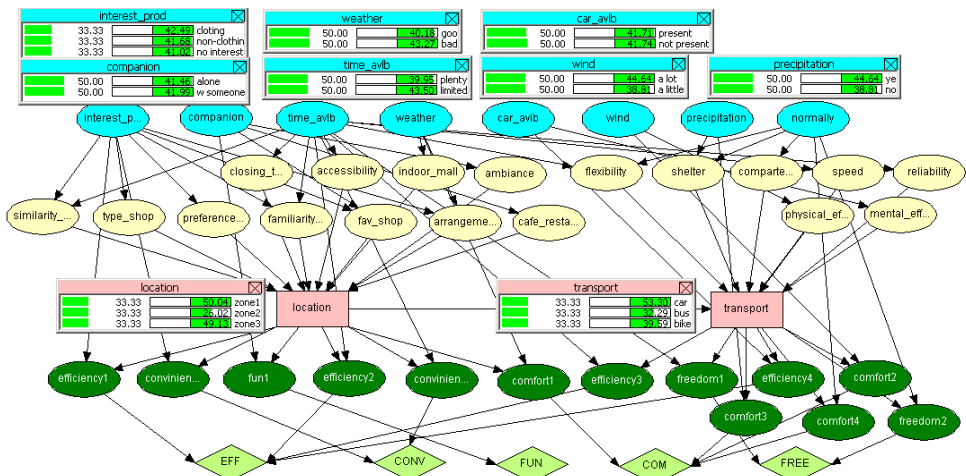 interest_prod
33.33 42.49 cloting
33.33 41.68 non-clothin
33.33 41.02 no interest
weather
50.00 40.18 goo
50.00 43.27 bad
car_avlb
50.00 41.71 present
50.00 41.74 not present
companion
50.00 41.46 alone
50.00 41.99 w someone
time_avlb
50.00 39.95 plenty
50.00 43.50 limited
wind
50.00 44.64 a lot
50.00 38.81 a little
precipitation
50.00 44.64 ye
50.00 38.81 no
interest_p...
companion
time_avlb
weather
car_avlb
wind
precipitation
normally
closing_t...
accessibility
indoor_mall
ambiance
flexibility
shelter
comparte...
speed
reliability
similarity_...
type_shop
preference...
familiarity...
fav_shop
arrangeme...
cafe_resta...
physical_ef...
mental_eff...
location
33.33 50.04 zone1
33.33 26.02 zone2
33.33 49.13 zone3
location
transport
33.33 53.30 car
33.33 32.29 bus
33.33 39.59 bike
transport
efficiency1
convinien...
fun1
efficiency2
convinien...
comfort1
efficiency3
freedom1
efficiency4
comfort2
comfort3
comfort4
freedom2
EFF
CONV
FUN
COM
FREE